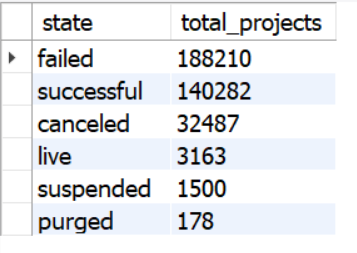 state total_projects
failed 188210
successful 140282
canceled 32487
live 3163
suspended 1500
purged 178